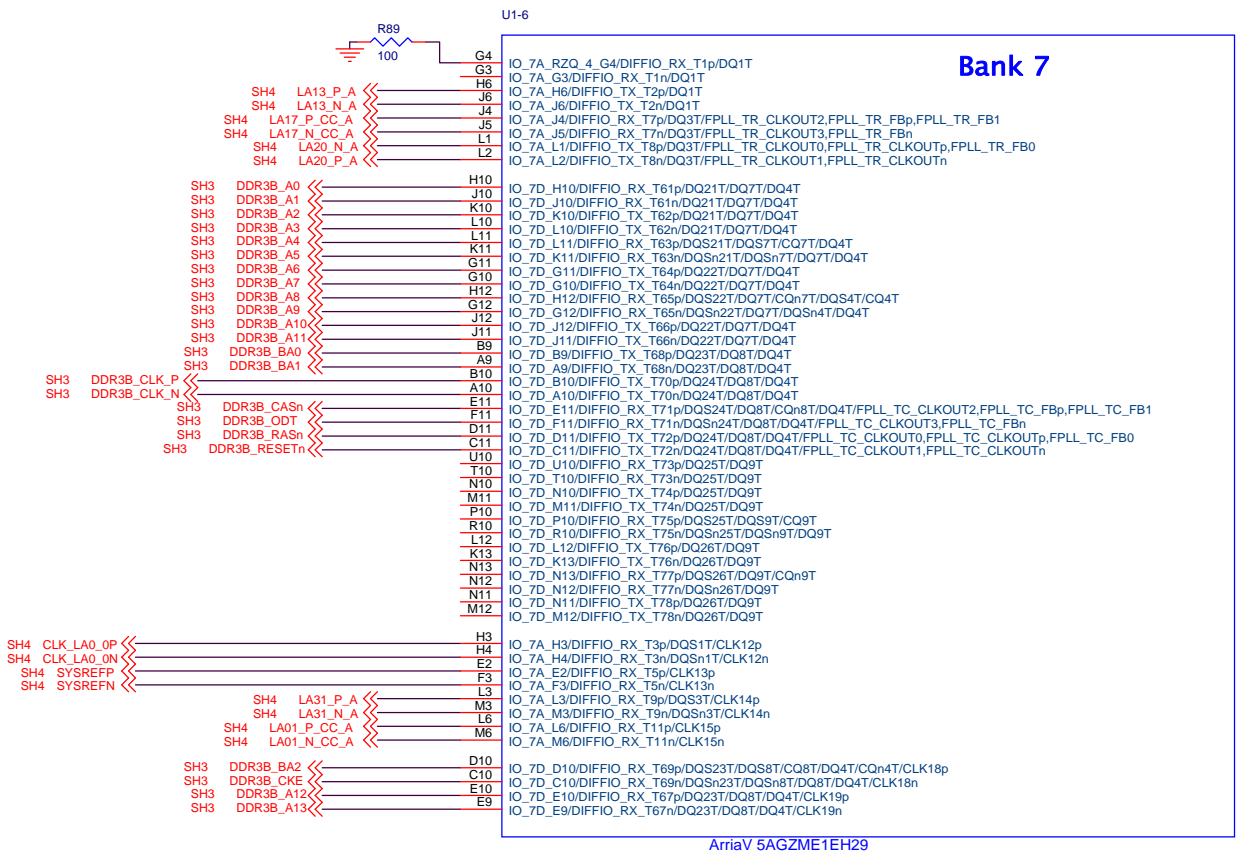 U1-6
R89
100
Bank 7
G4 IO_7A_RZQ_4_G4/DIFFIO_RX_T1p/DQ1T
G3 IO_7A_G3/DIFFIO_RX_T1n/DQ1T
SH4 LA13_P_A H6 IO_7A_H6/DIFFIO_TX_T2p/DQ1T
SH4 LA13_N_A J6 IO_7A_J6/DIFFIO_TX_T2n/DQ1T
SH4 LA17_P_CC_A J4 IO_7A_J4/DIFFIO_RX_T7p/DQ3T/FPLL_TR_CLKOUT2,FPLL_TR_FBp,FPLL_TR_FB1
SH4 LA17_N_CC_A J5 IO_7A_J5/DIFFIO_RX_T7n/DQ3T/FPLL_TR_CLKOUT3,FPLL_TR_FBn
SH4 LA20_N_A L1 IO_7A_L1/DIFFIO_TX_T8p/DQ3T/FPLL_TR_CLKOUT0,FPLL_TR_CLKOUTp,FPLL_TR_FB0
SH4 LA20_P_A L2 IO_7A_L2/DIFFIO_TX_T8n/DQ3T/FPLL_TR_CLKOUT1,FPLL_TR_CLKOUTn
SH3 DDR3B_A0 H10 IO_7D_H10/DIFFIO_RX_T61p/DQ21T/DQ7T/DQ4T
SH3 DDR3B_A1 J10 IO_7D_J10/DIFFIO_RX_T61n/DQ21T/DQ7T/DQ4T
SH3 DDR3B_A2 K10 IO_7D_K10/DIFFIO_TX_T62p/DQ21T/DQ7T/DQ4T
SH3 DDR3B_A3 L10 IO_7D_L10/DIFFIO_TX_T62n/DQ21T/DQ7T/DQ4T
SH3 DDR3B_A4 L11 IO_7D_L11/DIFFIO_RX_T63p/DQS21T/DQS7T/CQ7T/DQ4T
SH3 DDR3B_A5 K11 IO_7D_K11/DIFFIO_RX_T63n/DQSn21T/DQSn7T/DQ7T/DQ4T
SH3 DDR3B_A6 G11 IO_7D_G11/DIFFIO_TX_T64p/DQ22T/DQ7T/DQ4T
SH3 DDR3B_A7 G10 IO_7D_G10/DIFFIO_TX_T64n/DQ22T/DQ7T/DQ4T
SH3 DDR3B_A8 H12 IO_7D_H12/DIFFIO_RX_T65p/DQS22T/DQ7T/CQn7T/DQS4T/CQ4T
SH3 DDR3B_A9 G12 IO_7D_G12/DIFFIO_RX_T65n/DQSn22T/DQ7T/DQSn4T/DQ4T
SH3 DDR3B_A10 J12 IO_7D_J12/DIFFIO_TX_T66p/DQ22T/DQ7T/DQ4T
SH3 DDR3B_A11 J11 IO_7D_J11/DIFFIO_TX_T66n/DQ22T/DQ7T/DQ4T
SH3 DDR3B_BA0 B9 IO_7D_B9/DIFFIO_TX_T68p/DQ23T/DQ8T/DQ4T
SH3 DDR3B_BA1 A9 IO_7D_A9/DIFFIO_TX_T68n/DQ23T/DQ8T/DQ4T
SH3 DDR3B_CLK_P B10 IO_7D_B10/DIFFIO_TX_T70p/DQ24T/DQ8T/DQ4T
SH3 DDR3B_CLK_N A10 IO_7D_A10/DIFFIO_TX_T70n/DQ24T/DQ8T/DQ4T
SH3 DDR3B_CASn E11 IO_7D_E11/DIFFIO_RX_T71p/DQS24T/DQ8T/CQn8T/DQ4T/FPLL_TC_CLKOUT2,FPLL_TC_FBp,FPLL_TC_FB1
SH3 DDR3B_ODT F11 IO_7D_F11/DIFFIO_RX_T71n/DQSn24T/DQ8T/DQ4T/FPLL_TC_CLKOUT3,FPLL_TC_FBn
SH3 DDR3B_RASn D11 IO_7D_D11/DIFFIO_TX_T72p/DQ24T/DQ8T/DQ4T/FPLL_TC_CLKOUT0,FPLL_TC_CLKOUTp,FPLL_TC_FB0
SH3 DDR3B_RESETn C11 IO_7D_C11/DIFFIO_TX_T72n/DQ24T/DQ8T/DQ4T/FPLL_TC_CLKOUT1,FPLL_TC_CLKOUTn
U10 IO_7D_U10/DIFFIO_RX_T73p/DQ25T/DQ9T
T10 IO_7D_T10/DIFFIO_RX_T73n/DQ25T/DQ9T
N10 IO_7D_N10/DIFFIO_TX_T74p/DQ25T/DQ9T
M11 IO_7D_M11/DIFFIO_TX_T74n/DQ25T/DQ9T
P10 IO_7D_P10/DIFFIO_RX_T75p/DQS25T/DQS9T/CQ9T
R10 IO_7D_R10/DIFFIO_RX_T75n/DQSn25T/DQSn9T/DQ9T
L12 IO_7D_L12/DIFFIO_TX_T76p/DQ26T/DQ9T
K13 IO_7D_K13/DIFFIO_TX_T76n/DQ26T/DQ9T
N13 IO_7D_N13/DIFFIO_RX_T77p/DQS26T/DQ9T/CQn9T
N12 IO_7D_N12/DIFFIO_RX_T77n/DQSn26T/DQ9T
N11 IO_7D_N11/DIFFIO_TX_T78p/DQ26T/DQ9T
M12 IO_7D_M12/DIFFIO_TX_T78n/DQ26T/DQ9T
SH4 CLK_LA0_0P H3 IO_7A_H3/DIFFIO_RX_T3p/DQS1T/CLK12p
SH4 CLK_LA0_0N H4 IO_7A_H4/DIFFIO_RX_T3n/DQSn1T/CLK12n
SH4 SYSREFP E2 IO_7A_E2/DIFFIO_RX_T5p/CLK13p
SH4 SYSREFN F3 IO_7A_F3/DIFFIO_RX_T5n/CLK13n
SH4 LA31_P_A L3 IO_7A_L3/DIFFIO_RX_T9p/DQS3T/CLK14p
SH4 LA31_N_A M3 IO_7A_M3/DIFFIO_RX_T9n/DQSn3T/CLK14n
SH4 LA01_P_CC_A L6 IO_7A_L6/DIFFIO_RX_T11p/CLK15p
SH4 LA01_N_CC_A M6 IO_7A_M6/DIFFIO_RX_T11n/CLK15n
SH3 DDR3B_BA2 D10 IO_7D_D10/DIFFIO_RX_T69p/DQS23T/DQS8T/CQ8T/DQ4T/CQn4T/CLK18p
SH3 DDR3B_CKE C10 IO_7D_C10/DIFFIO_RX_T69n/DQSn23T/DQSn8T/DQ8T/DQ4T/CLK18n
SH3 DDR3B_A12 E10 IO_7D_E10/DIFFIO_RX_T67p/DQ23T/DQ8T/DQ4T/CLK19p
SH3 DDR3B_A13 E9 IO_7D_E9/DIFFIO_RX_T67n/DQ23T/DQ8T/DQ4T/CLK19n
ArriaV 5AGZME1EH29